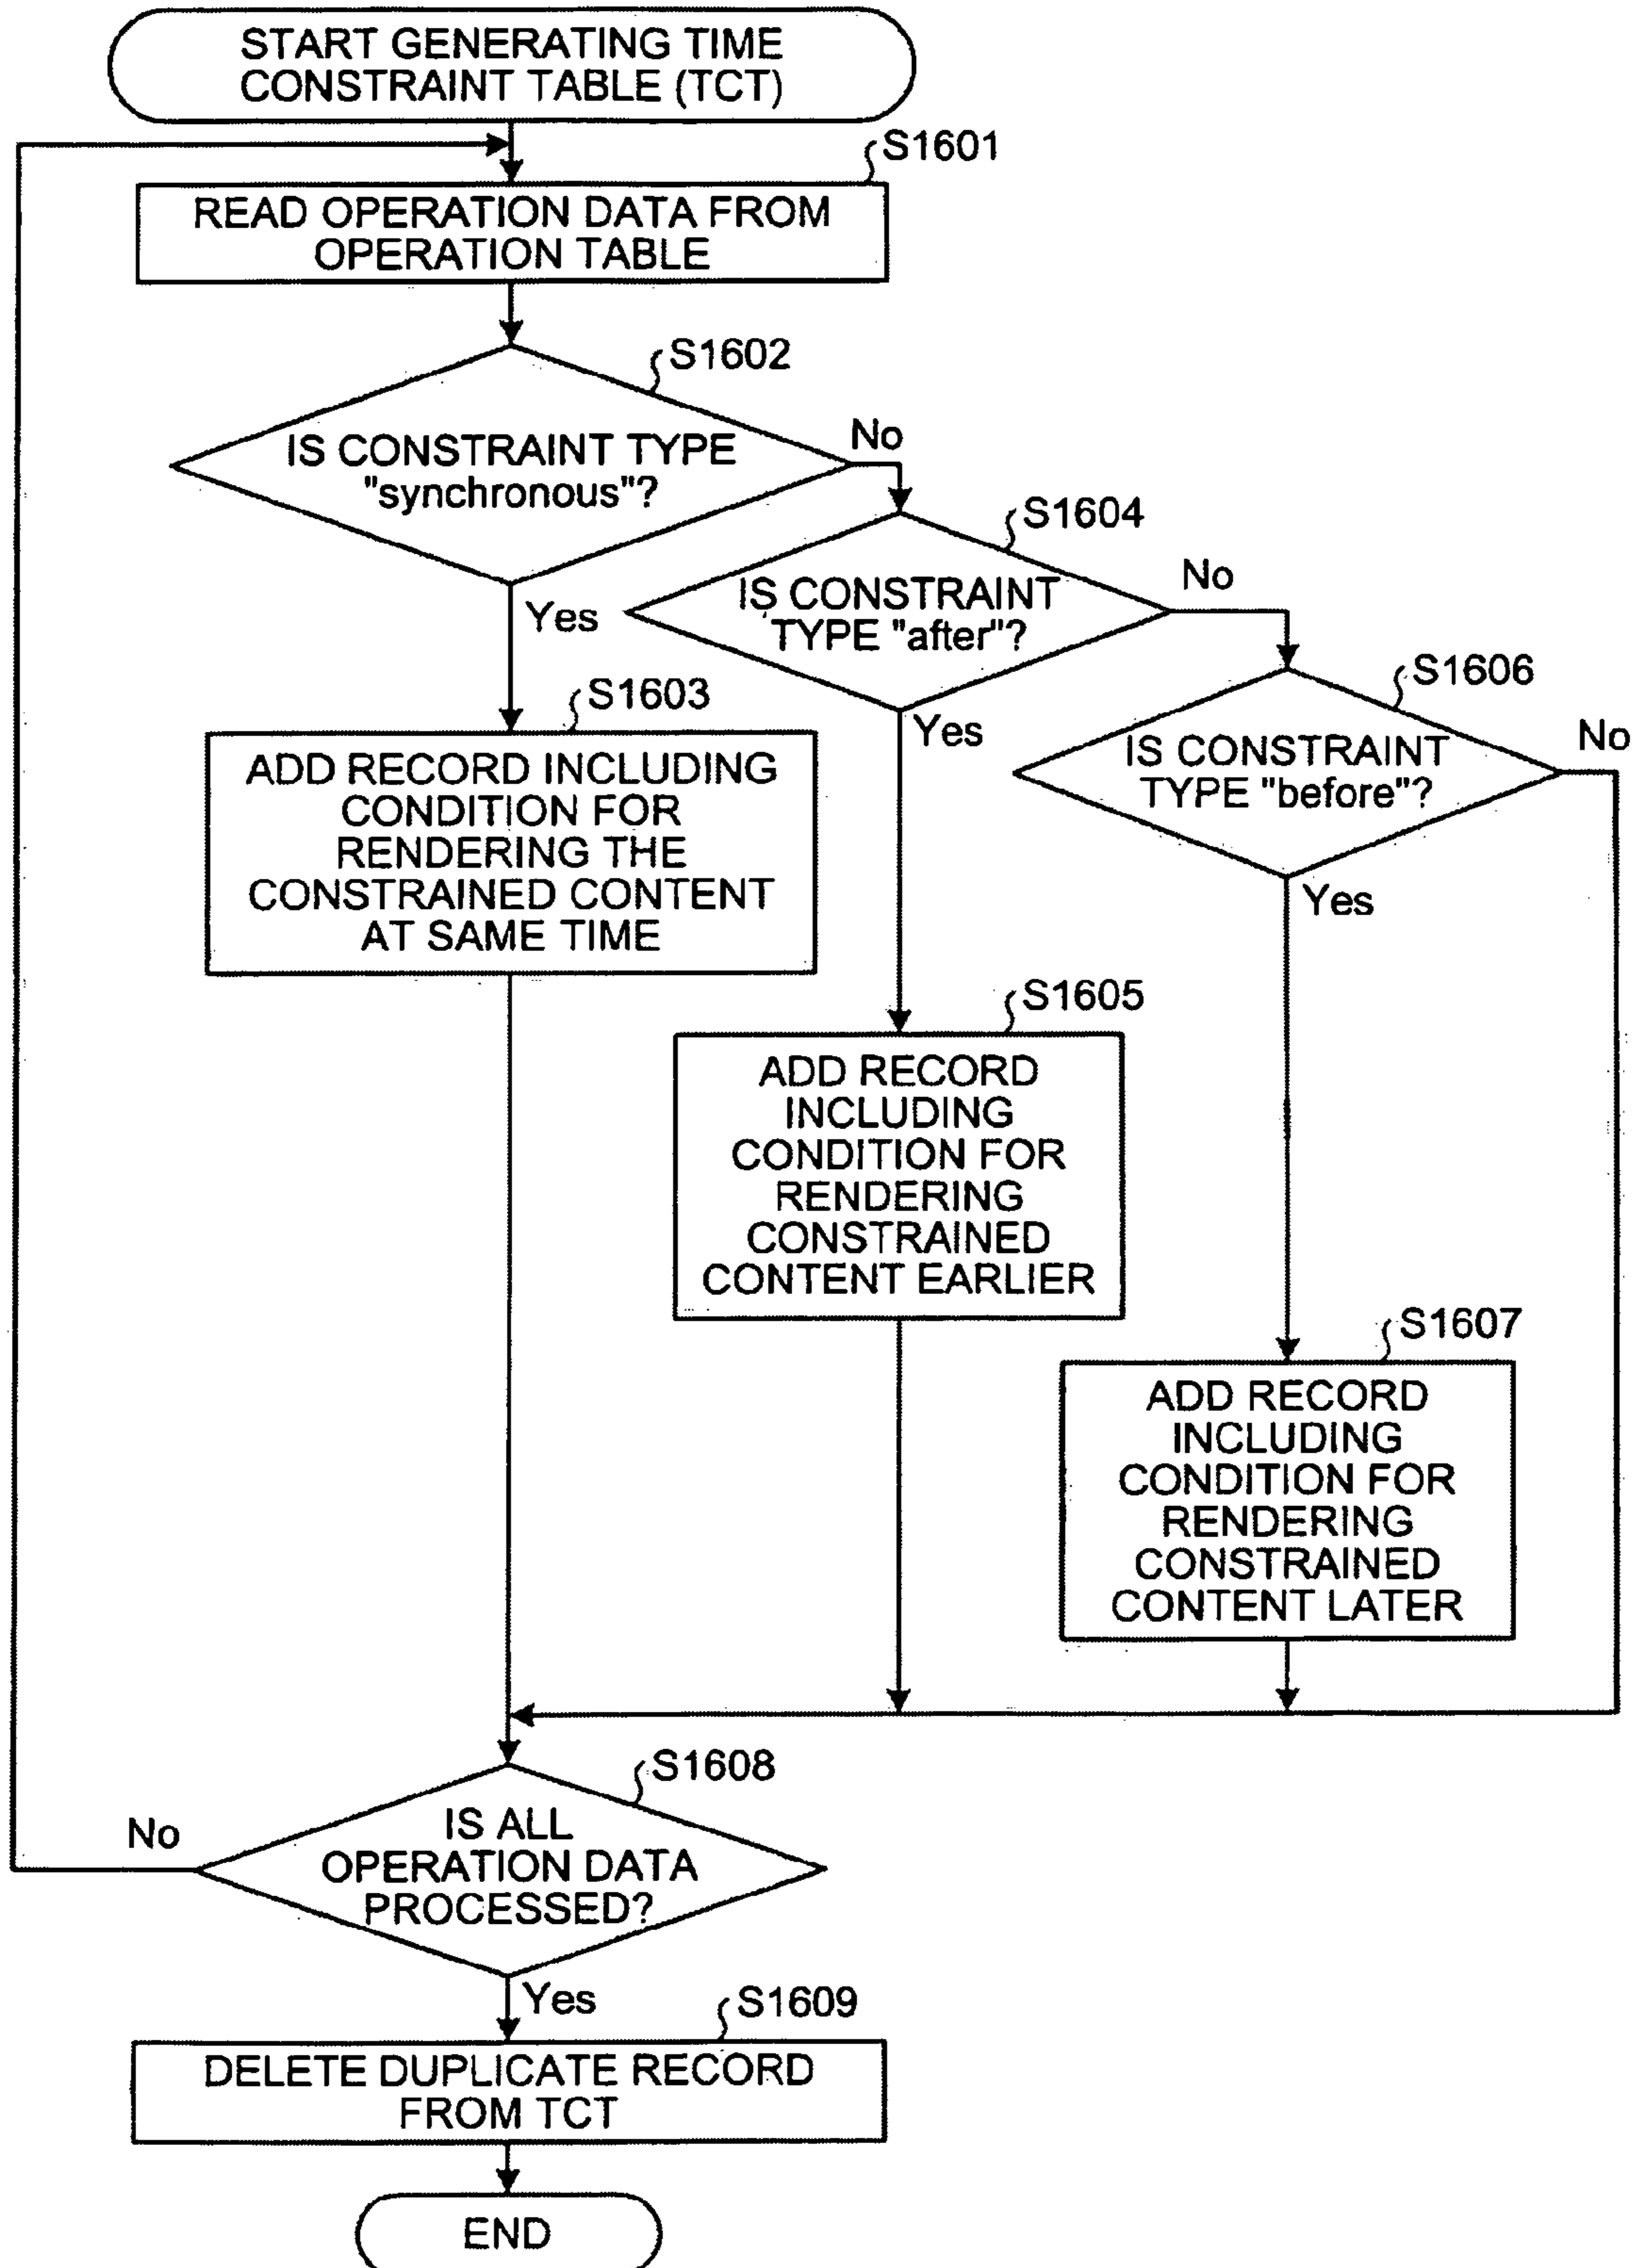 START GENERATING TIME
CONSTRAINT TABLE (TCT)
S1601
READ OPERATION DATA FROM
OPERATION TABLE
S1602
IS CONSTRAINT TYPE
"synchronous"?
No
Yes
S1604
IS CONSTRAINT
TYPE "after"?
No
Yes
S1606
IS CONSTRAINT
TYPE "before"?
No
Yes
S1603
ADD RECORD INCLUDING
CONDITION FOR
RENDERING THE
CONSTRAINED CONTENT
AT SAME TIME
S1605
ADD RECORD
INCLUDING
CONDITION FOR
RENDERING
CONSTRAINED
CONTENT EARLIER
S1607
ADD RECORD
INCLUDING
CONDITION FOR
RENDERING
CONSTRAINED
CONTENT LATER
S1608
IS ALL
OPERATION DATA
PROCESSED?
No
Yes
S1609
DELETE DUPLICATE RECORD
FROM TCT
END